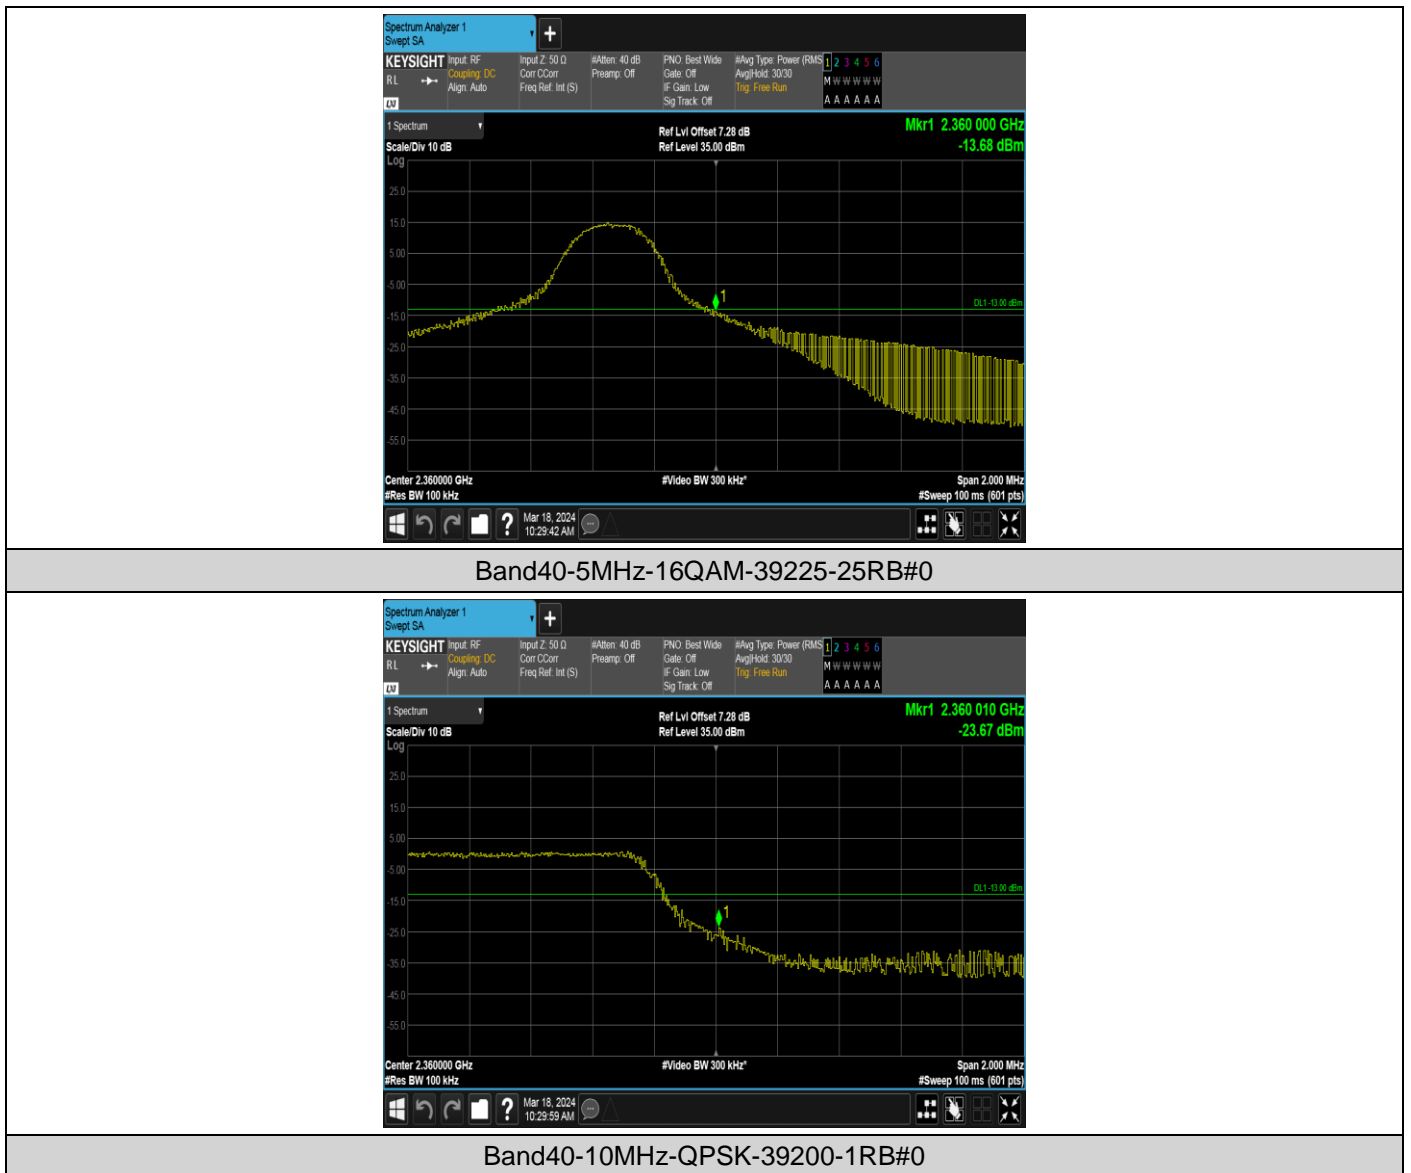 Spectrum Analyzer 1
Swept SA
+
KEYSIGHT Input: RF Input Z: 50 Ω #Atten: 40 dB PNO: Best Wide #Avg Type: Power (RMS 1 2 3 4 5 6
RL Coupling: DC Corr CCorr Preamp: Off Gate: Off Avg|Hold: 30/30 M W W W W W
Align: Auto Freq Ref: Int (S) IF Gain: Low Trig: Free Run
LXI Sig Track: Off A A A A A A
1 Spectrum Ref Lvl Offset 7.28 dB Mkr1 2.360 000 GHz
Scale/Div 10 dB Ref Level 35.00 dBm -13.68 dBm
Log
25.0
15.0
5.00
-5.00
1
DL1 -13.00 dBm
-15.0
-25.0
-35.0
-45.0
-55.0
Center 2.360000 GHz #Video BW 300 kHz* Span 2.000 MHz
#Res BW 100 kHz #Sweep 100 ms (601 pts)
? Mar 18, 2024
10:29:42 AM
Band40-5MHz-16QAM-39225-25RB#0
Spectrum Analyzer 1
Swept SA
+
KEYSIGHT Input: RF Input Z: 50 Ω #Atten: 40 dB PNO: Best Wide #Avg Type: Power (RMS 1 2 3 4 5 6
RL Coupling: DC Corr CCorr Preamp: Off Gate: Off Avg|Hold: 30/30 M W W W W W
Align: Auto Freq Ref: Int (S) IF Gain: Low Trig: Free Run
LXI Sig Track: Off A A A A A A
1 Spectrum Ref Lvl Offset 7.28 dB Mkr1 2.360 010 GHz
Scale/Div 10 dB Ref Level 35.00 dBm -23.67 dBm
Log
25.0
15.0
5.00
-5.00
DL1 -13.00 dBm
-15.0
1
-25.0
-35.0
-45.0
-55.0
Center 2.360000 GHz #Video BW 300 kHz* Span 2.000 MHz
#Res BW 100 kHz #Sweep 100 ms (601 pts)
? Mar 18, 2024
10:29:59 AM
Band40-10MHz-QPSK-39200-1RB#0